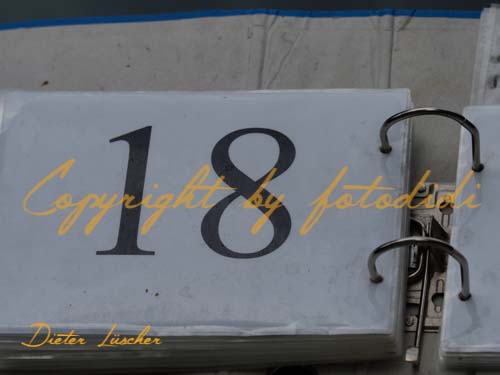 18
Copyright by fotodidi
Dieter Lüscher